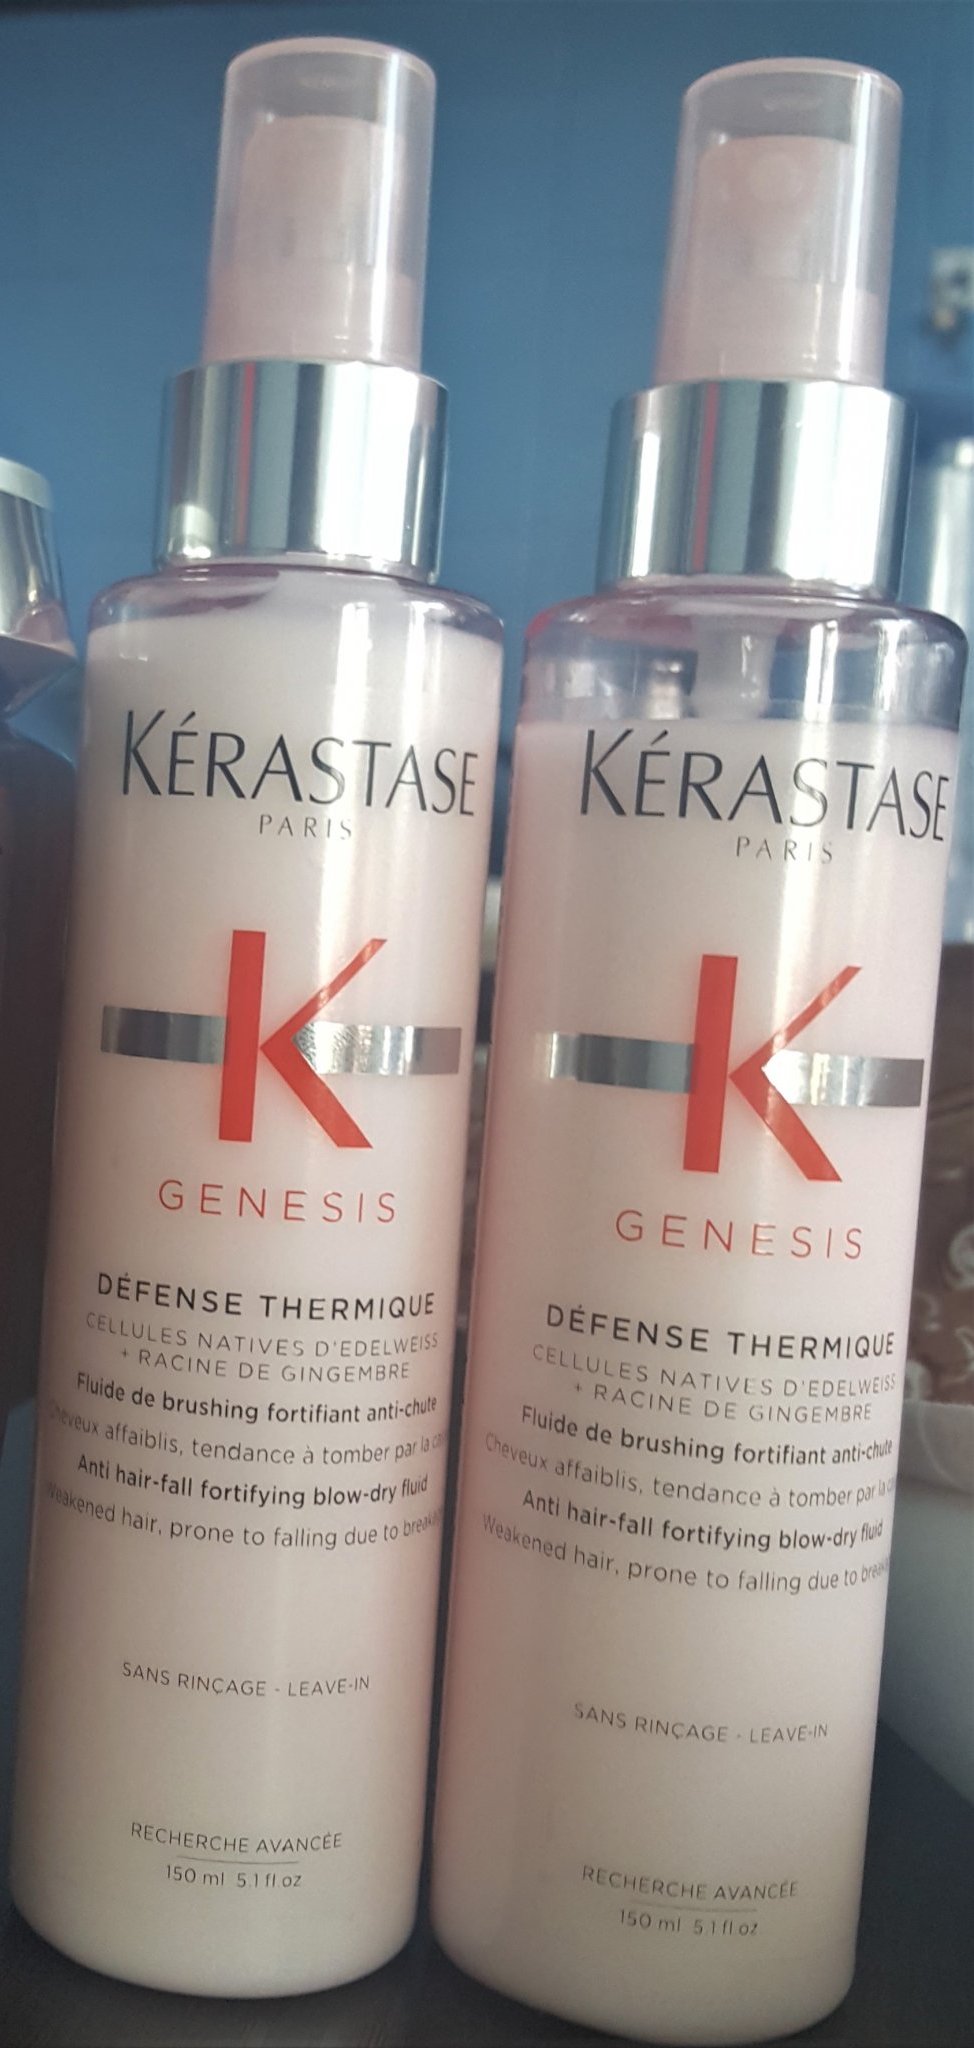 KÉRASTASE
PARIS
K
GENESIS
DÉFENSE THERMIQUE
CELLULES NATIVES D'EDELWEISS
+ RACINE DE GINGEMBRE
Fluide de brushing fortifiant anti-chute
Cheveux affaiblis, tendance à tomber par la
Anti hair-fall fortifying blow-dry fluid
Weakened hair, prone to falling due to
SANS RINÇAGE - LEAVE-IN
RECHERCHE AVANCÉE
150 ml 5.1 fl oz
KÉRASTASE
PARIS
K
GENESIS
DÉFENSE THERMIQUE
CELLULES NATIVES D'EDELWEISS
+ RACINE DE GINGEMBRE
Fluide de brushing fortifiant anti-chute
Cheveux affaiblis, tendance à tomber par la
Anti hair-fall fortifying blow-dry fluid
Weakened hair, prone to falling due to
SANS RINÇAGE - LEAVE-IN
RECHERCHE AVANCÉE
150 ml 5.1 fl oz